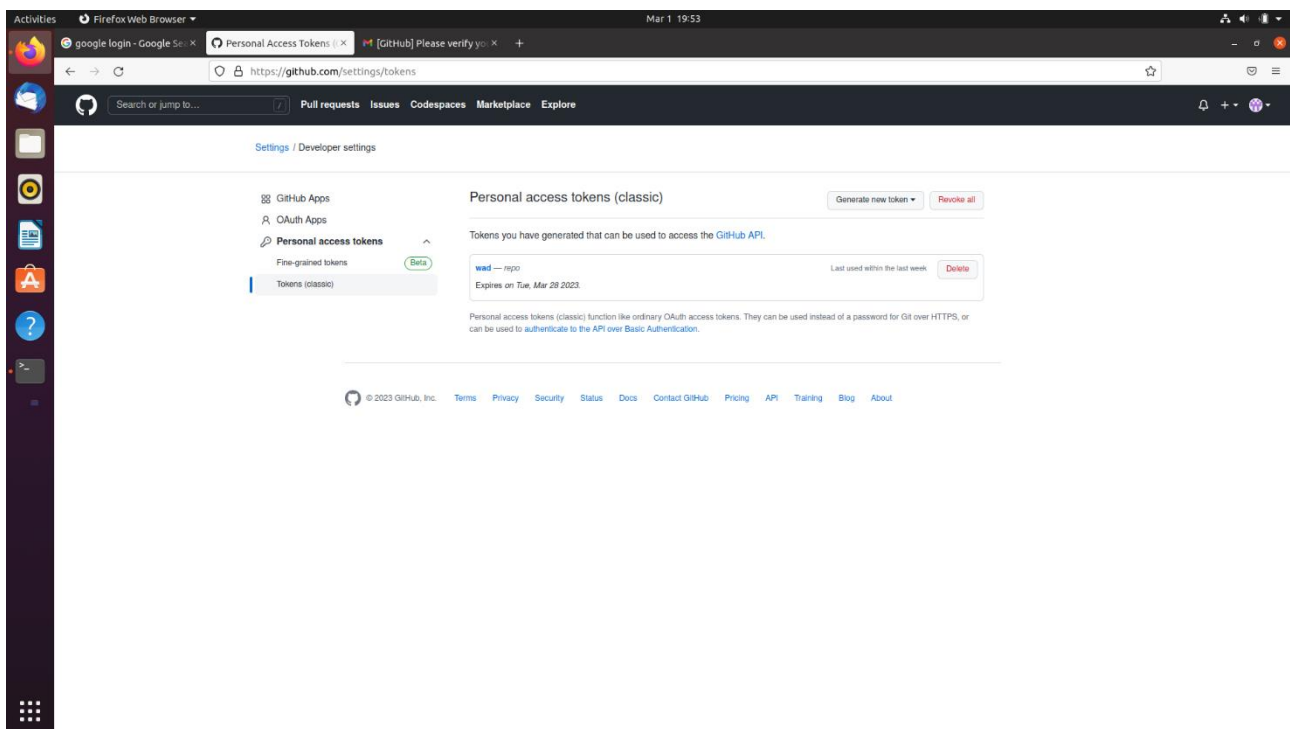 Activities Firefox Web Browser Mar 1 19:53
google login - Google Se Personal Access Tokens ( [GitHub] Please verify yo
https://github.com/settings/tokens
Search or jump to... / Pull requests Issues Codespaces Marketplace Explore
Settings / Developer settings
GitHub Apps
OAuth Apps
Personal access tokens
Fine-grained tokens Beta
Tokens (classic)
Personal access tokens (classic) Generate new token Revoke all
Tokens you have generated that can be used to access the GitHub API.
wad — repo Last used within the last week Delete
Expires on Tue, Mar 28 2023.
Personal access tokens (classic) function like ordinary OAuth access tokens. They can be used instead of a password for Git over HTTPS, or
can be used to authenticate to the API over Basic Authentication.
© 2023 GitHub, Inc. Terms Privacy Security Status Docs Contact GitHub Pricing API Training Blog About